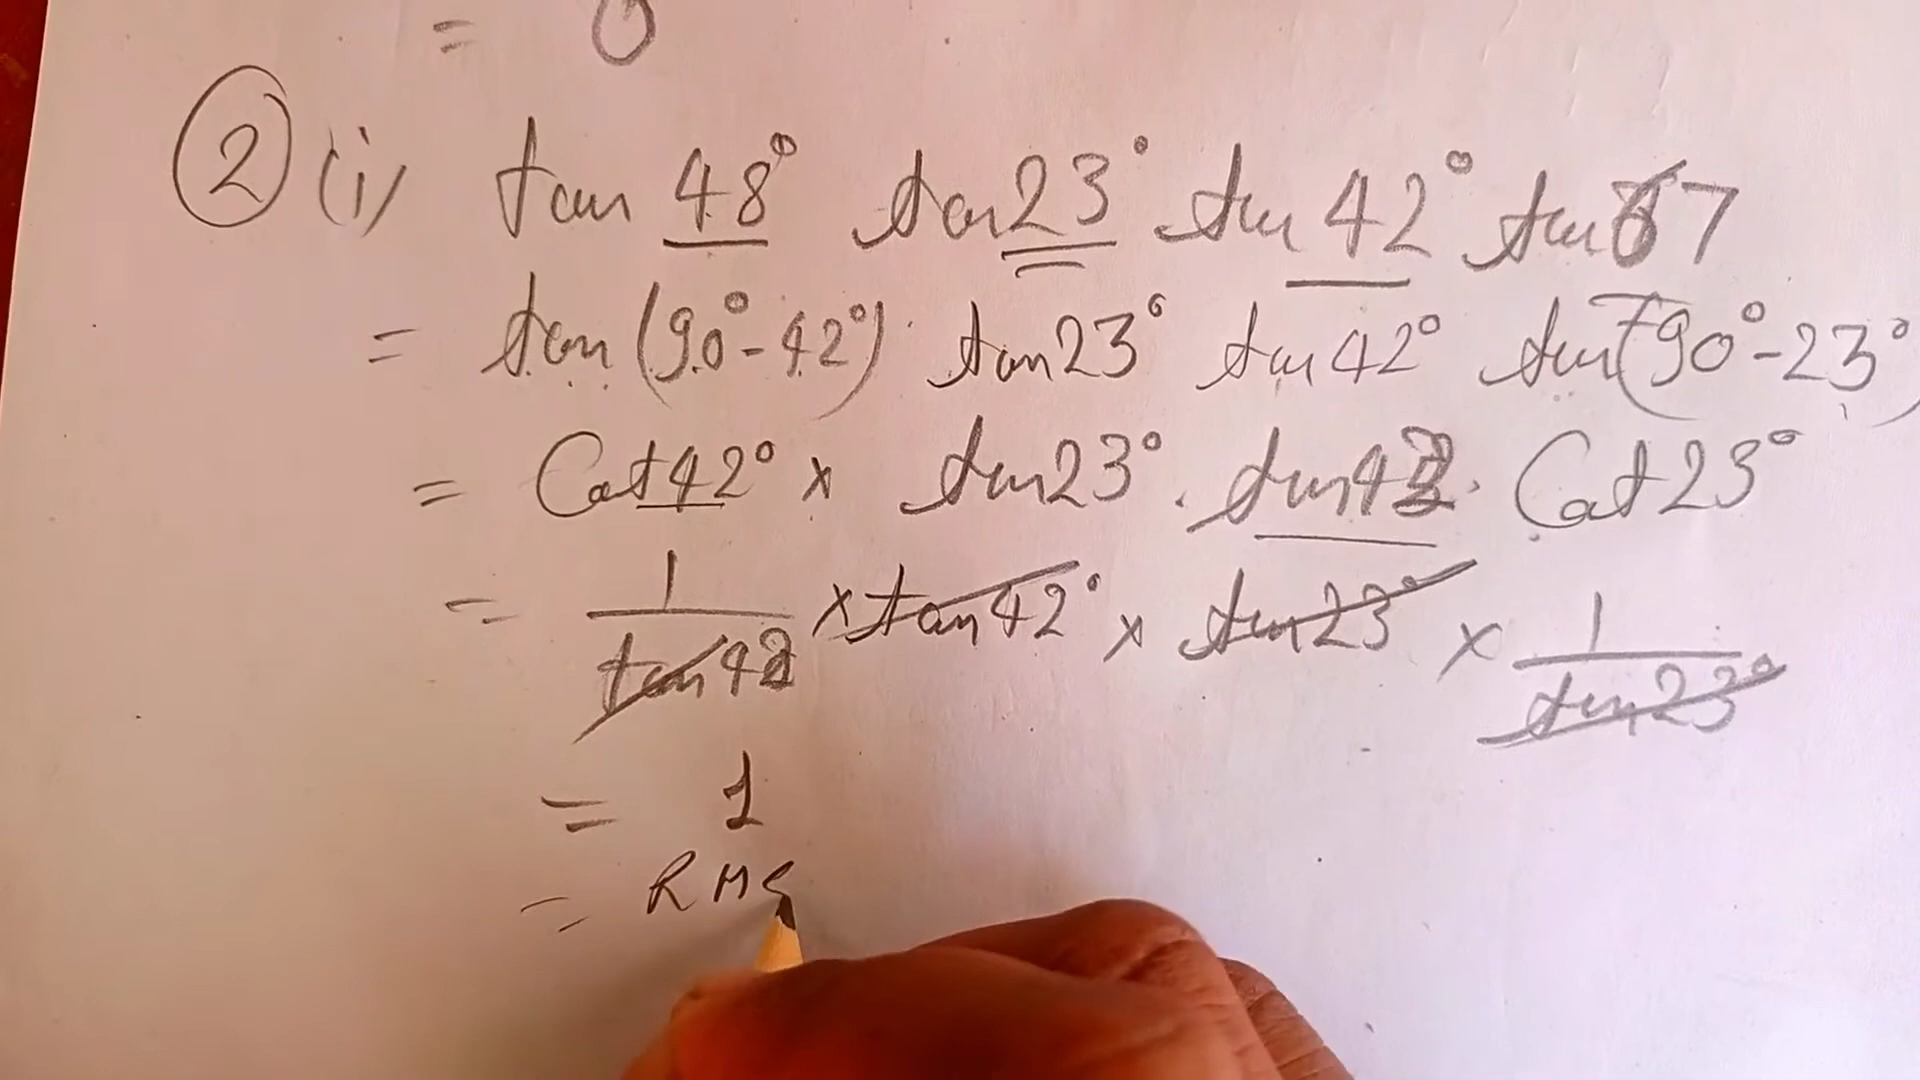 = 0
② (i) tan 48° tan 23° tan 42° tan 67
= tan (90° - 42°) tan 23° tan 42° tan (90° - 23°)
= Cot 42° × tan 23° . tan 42 . Cot 23°
= 1/tan 42 × tan 42° × tan 23° × 1/tan 23°
= 1
= RHS